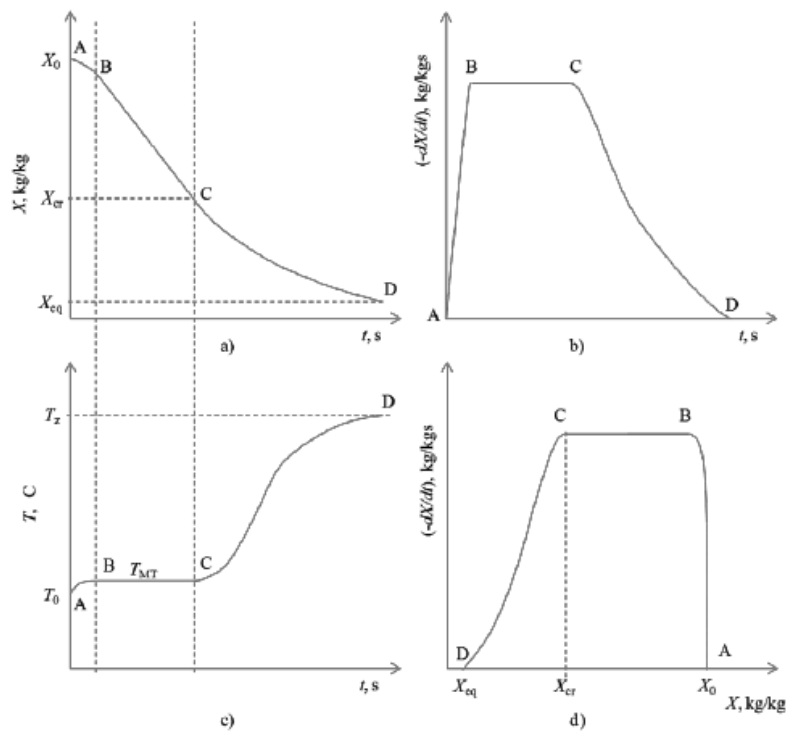 A
X0
B
X, kg/kg
Xcr
C
Xeq
D
t, s
a)
B
C
(-dX/dt), kg/kgs
A
D
t, s
b)
Tz
D
T, C
B
TMT
C
T0
A
t, s
c)
C
B
(-dX/dt), kg/kgs
D
A
Xeq
Xcr
X0
X, kg/kg
d)